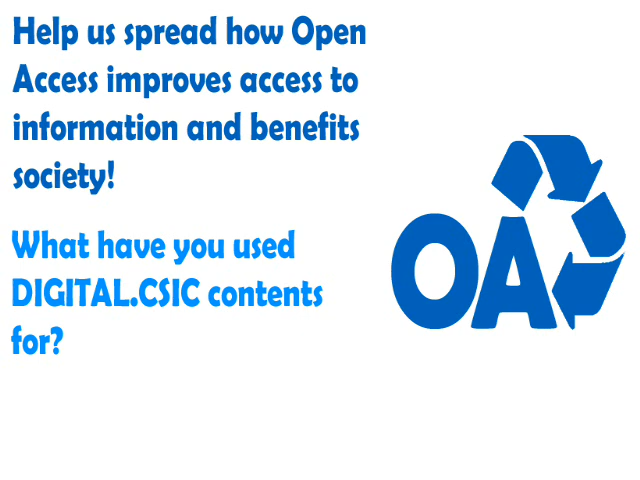 Help us spread how Open
Access improves access to
information and benefits
society!
What have you used
DIGITAL.CSIC contents
for?
OA